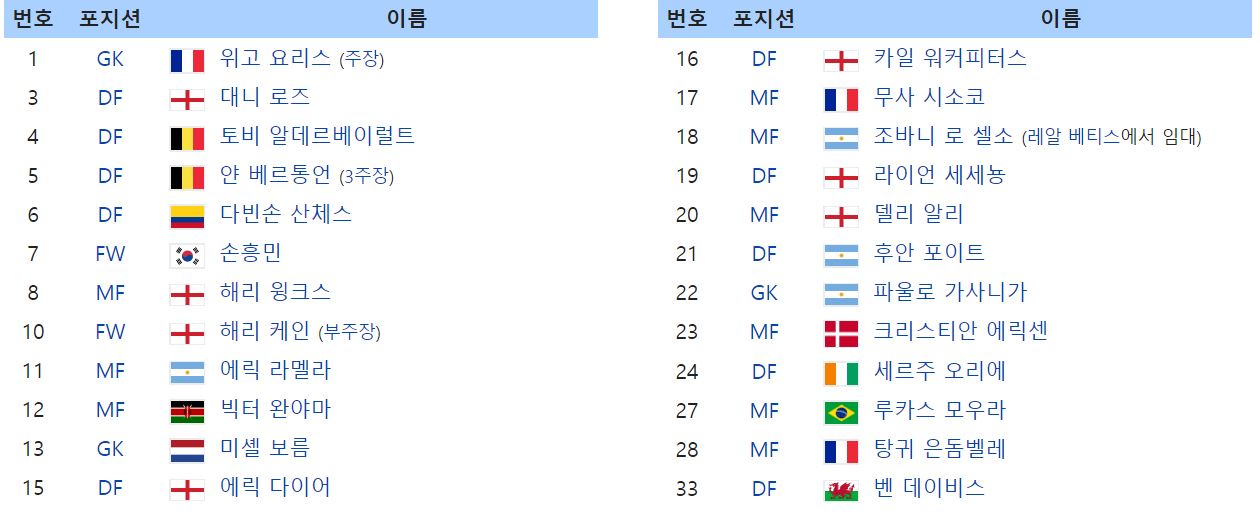 번호 포지션 이름
1 GK 위고 요리스 (주장)
3 DF 대니 로즈
4 DF 토비 알데르베이럴트
5 DF 얀 베르통언 (3주장)
6 DF 다빈손 산체스
7 FW 손흥민
8 MF 해리 윙크스
10 FW 해리 케인 (부주장)
11 MF 에릭 라멜라
12 MF 빅터 완야마
13 GK 미셸 보름
15 DF 에릭 다이어
번호 포지션 이름
16 DF 카일 워커피터스
17 MF 무사 시소코
18 MF 조바니 로 셀소 (레알 베티스에서 임대)
19 DF 라이언 세세뇽
20 MF 델리 알리
21 DF 후안 포이트
22 GK 파울로 가사니가
23 MF 크리스티안 에릭센
24 DF 세르주 오리에
27 MF 루카스 모우라
28 MF 탕귀 은돔벨레
33 DF 벤 데이비스